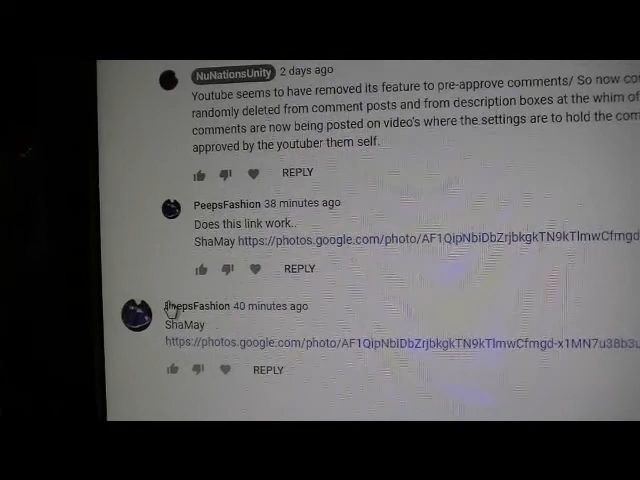 NuNationsUnity 2 days ago
Youtube seems to have removed its feature to pre-approve comments/ So now
randomly deleted from comment posts and from description boxes at the whim of
comments are now being posted on video's where the settings are to hold the
approved by the youtuber them self.
REPLY
PeepsFashion 38 minutes ago
Does this link work..
ShaMay https://photos.google.com/photo/AF1QipNbiDbZrjbkgkTN9kTlmwCfmgd
REPLY
PeepsFashion 40 minutes ago
ShaMay
https://photos.google.com/photo/AF1QipNbIDbZrjbkgkTN9kTlmwCfmgd-x1MN7u38b3u
REPLY